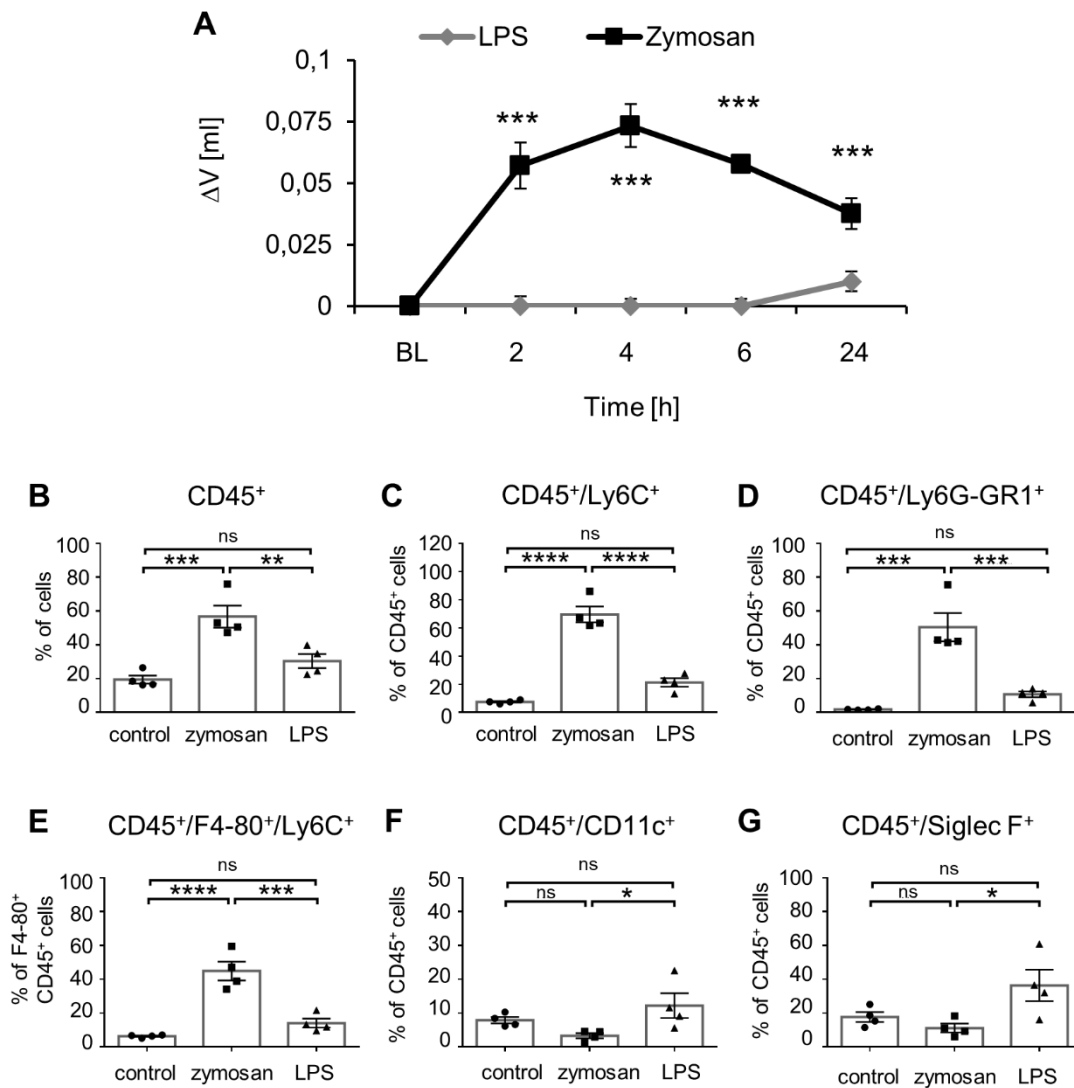 A
LPS Zymosan
0,1
0,075
0,05
0,025
0
ΔV [ml]
*** *** *** ***
BL 2 4 6 24
Time [h]
B CD45⁺
ns
*** **
100
80
60
40
20
0
% of cells
control zymosan LPS
C CD45⁺/Ly6C⁺
ns
**** ****
120
100
80
60
40
20
0
% of CD45⁺ cells
control zymosan LPS
D CD45⁺/Ly6G-GR1⁺
ns
*** ***
100
80
60
40
20
0
% of CD45⁺ cells
control zymosan LPS
E CD45⁺/F4-80⁺/Ly6C⁺
ns
**** ***
100
80
60
40
20
0
% of F4-80⁺
CD45⁺ cells
control zymosan LPS
F CD45⁺/CD11c⁺
ns
ns *
50
40
30
20
10
0
% of CD45⁺ cells
control zymosan LPS
G CD45⁺/Siglec F⁺
ns
ns *
100
80
60
40
20
0
% of CD45⁺ cells
control zymosan LPS